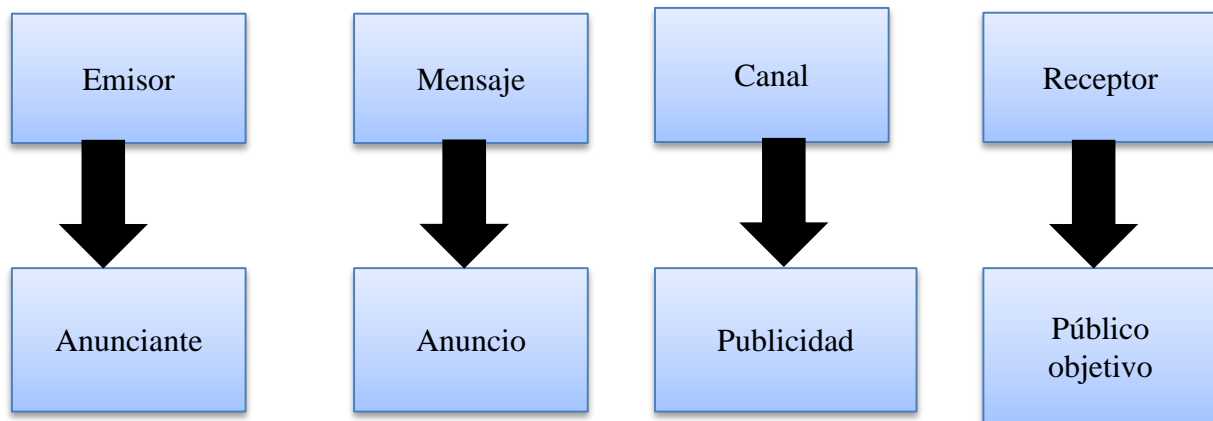 Emisor
Mensaje
Canal
Receptor
Anunciante
Anuncio
Publicidad
Público
objetivo